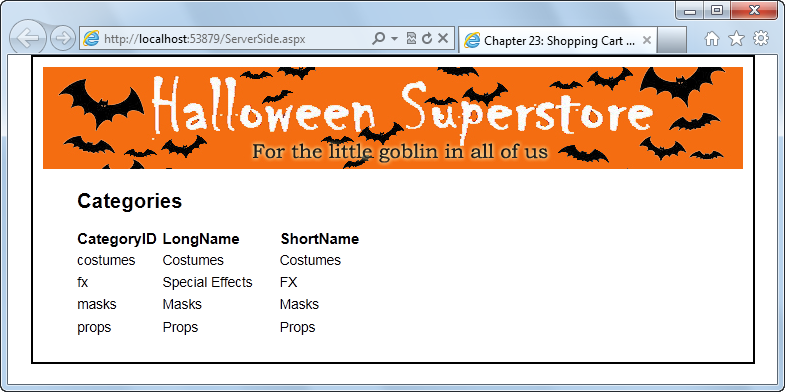 http://localhost:53879/ServerSide.aspx
Chapter 23: Shopping Cart ...
Halloween Superstore
For the little goblin in all of us
Categories
CategoryID LongName ShortName
costumes Costumes Costumes
fx Special Effects FX
masks Masks Masks
props Props Props